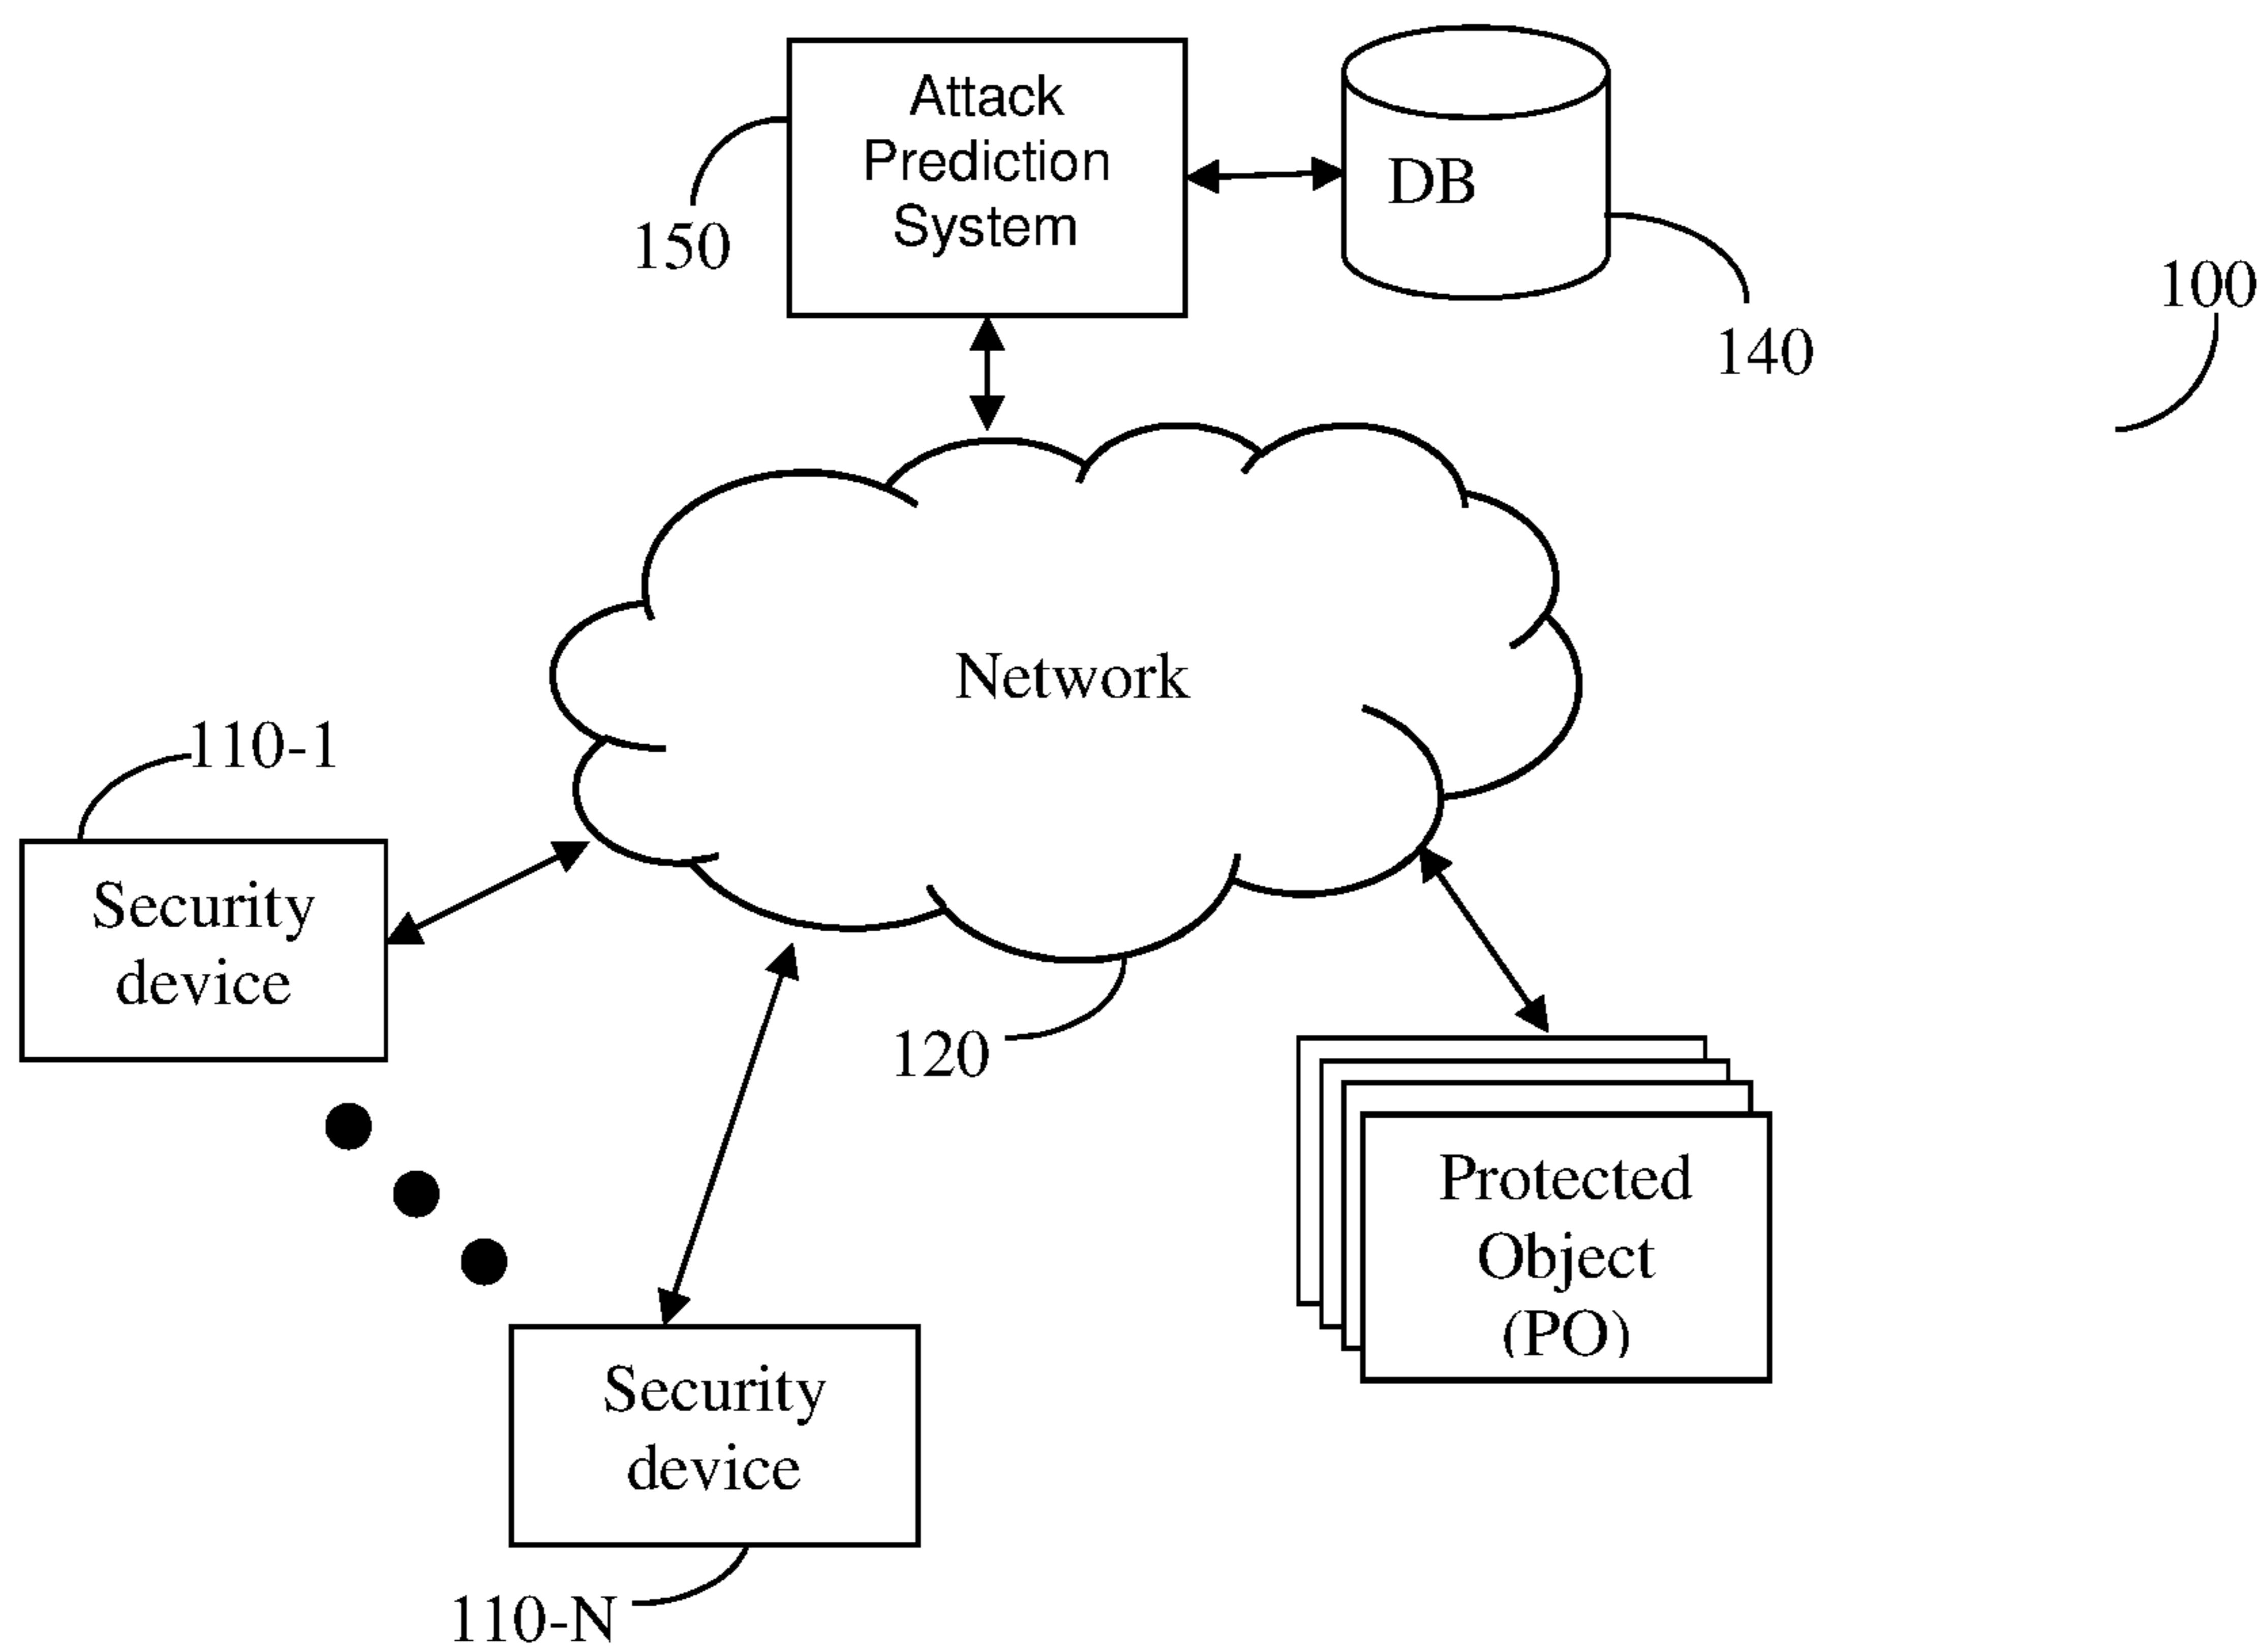 Attack
Prediction
System
DB
150
140
100
Network
110-1
Security
device
120
Protected
Object
(PO)
Security
device
110-N